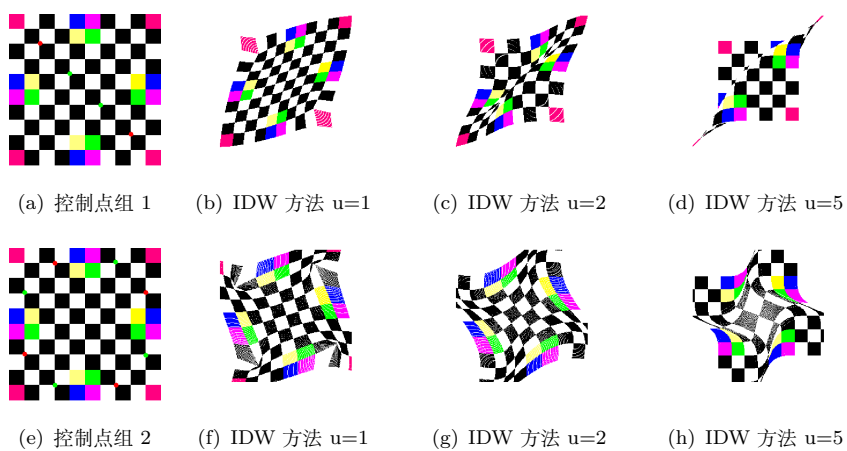 (a) 控制点组 1
(b) IDW 方法 u=1
(c) IDW 方法 u=2
(d) IDW 方法 u=5
(e) 控制点组 2
(f) IDW 方法 u=1
(g) IDW 方法 u=2
(h) IDW 方法 u=5